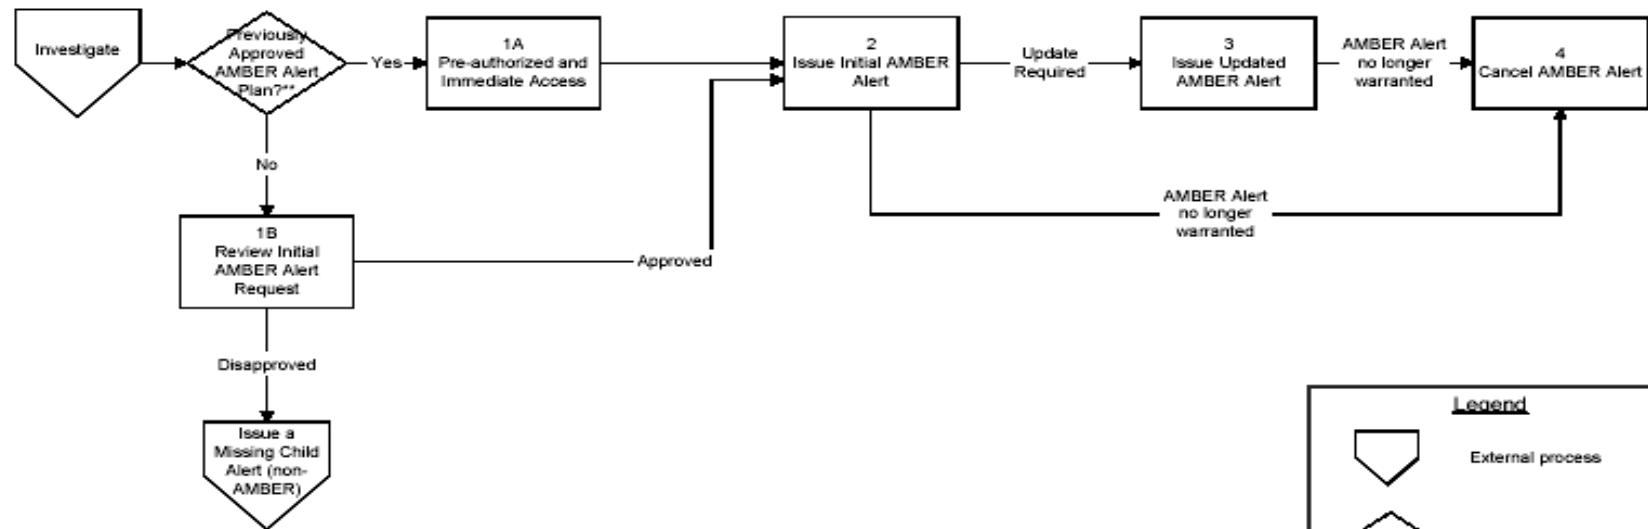 Investigate
Previously
Approved
AMBER Alert
Plan?**
Yes
1A
Pre-authorized and
Immediate Access
2
Issue Initial AMBER
Alert
Update
Required
3
Issue Updated
AMBER Alert
AMBER Alert
no longer
warranted
4
Cancel AMBER Alert
No
1B
Review Initial
AMBER Alert
Request
Approved
AMBER Alert
no longer
warranted
Disapproved
Issue a
Missing Child
Alert (non-
AMBER)
Legend
External process